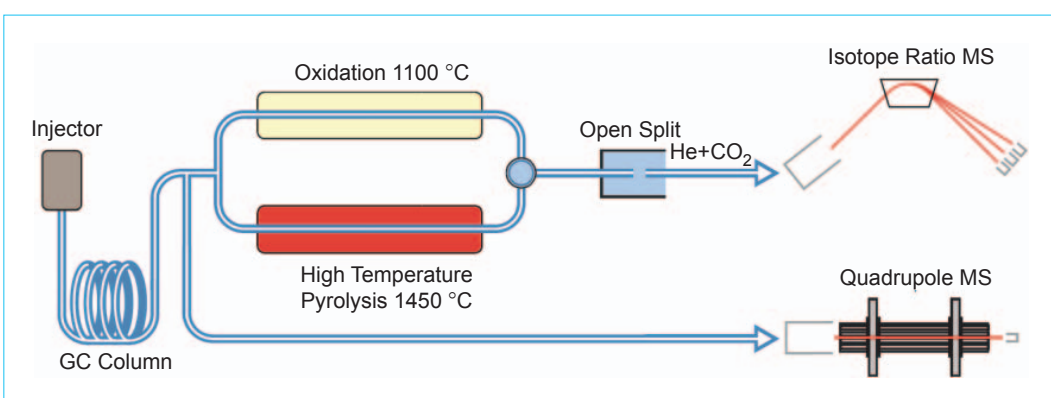 Isotope Ratio MS
Oxidation 1100 °C
Injector
Open Split
He+CO₂
High Temperature
Pyrolysis 1450 °C
Quadrupole MS
GC Column